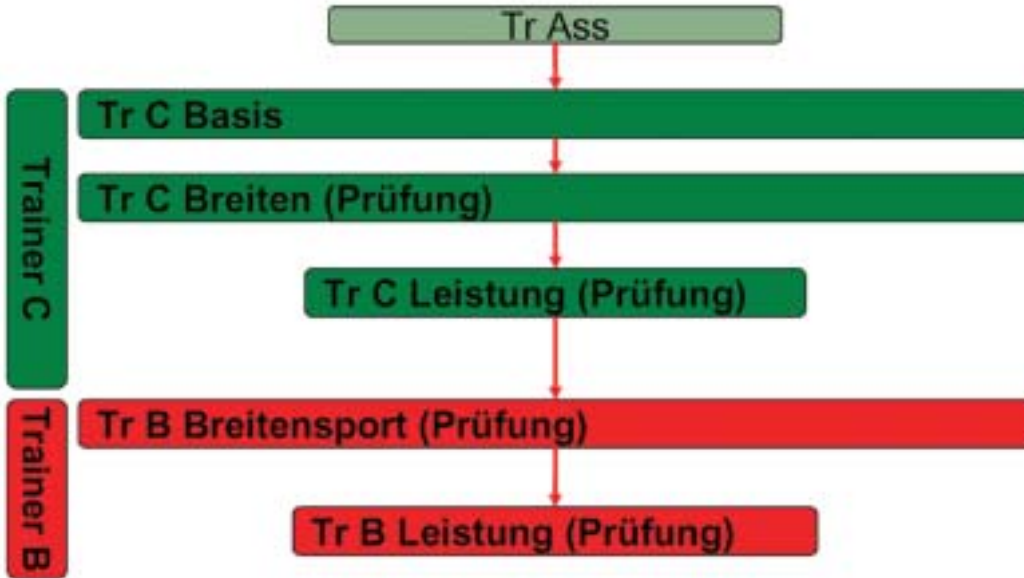 Tr Ass
Trainer C
Tr C Basis
Tr C Breiten (Prüfung)
Tr C Leistung (Prüfung)
Trainer B
Tr B Breitensport (Prüfung)
Tr B Leistung (Prüfung)